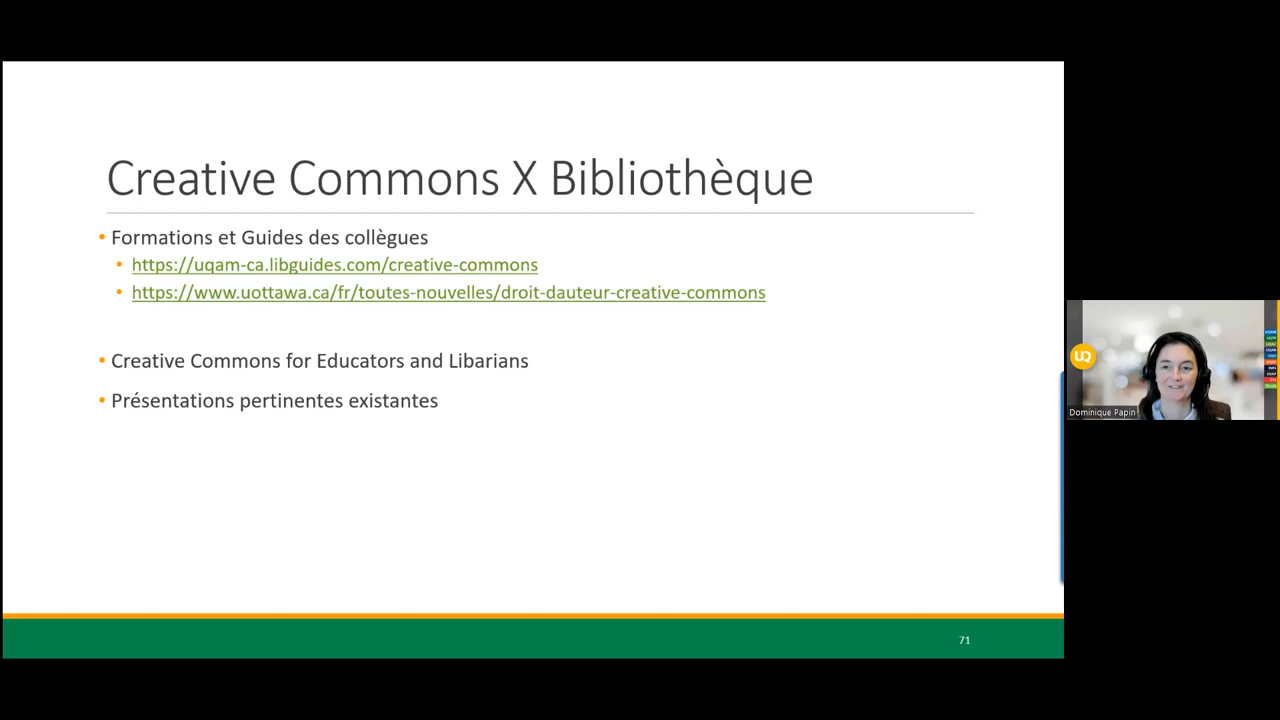 Creative Commons X Bibliothèque
• Formations et Guides des collègues
• https://uqam-ca.libguides.com/creative-commons
• https://www.uottawa.ca/fr/toutes-nouvelles/droit-dauteur-creative-commons
• Creative Commons for Educators and Libarians
• Présentations pertinentes existantes
71
UQ
Dominique Papin